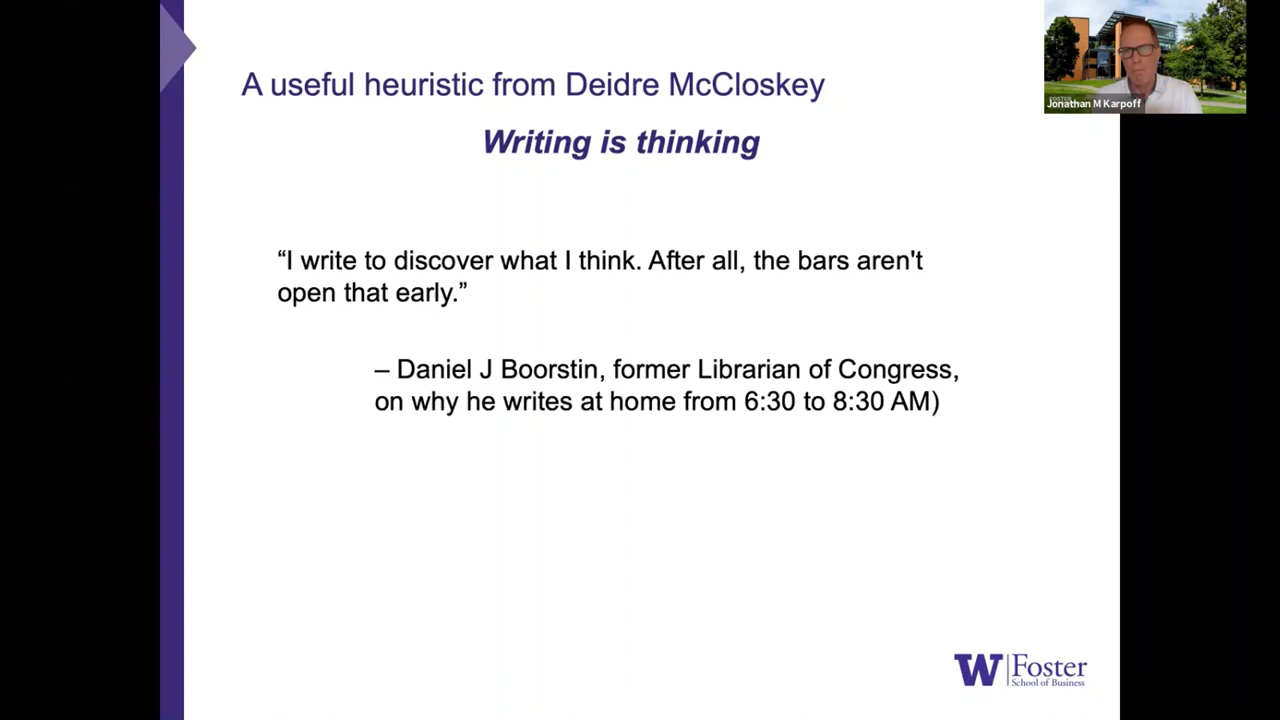 A useful heuristic from Deidre McCloskey
Writing is thinking
“I write to discover what I think. After all, the bars aren't
open that early.”
– Daniel J Boorstin, former Librarian of Congress,
on why he writes at home from 6:30 to 8:30 AM)
Jonathan M Karpoff
W Foster
School of Business